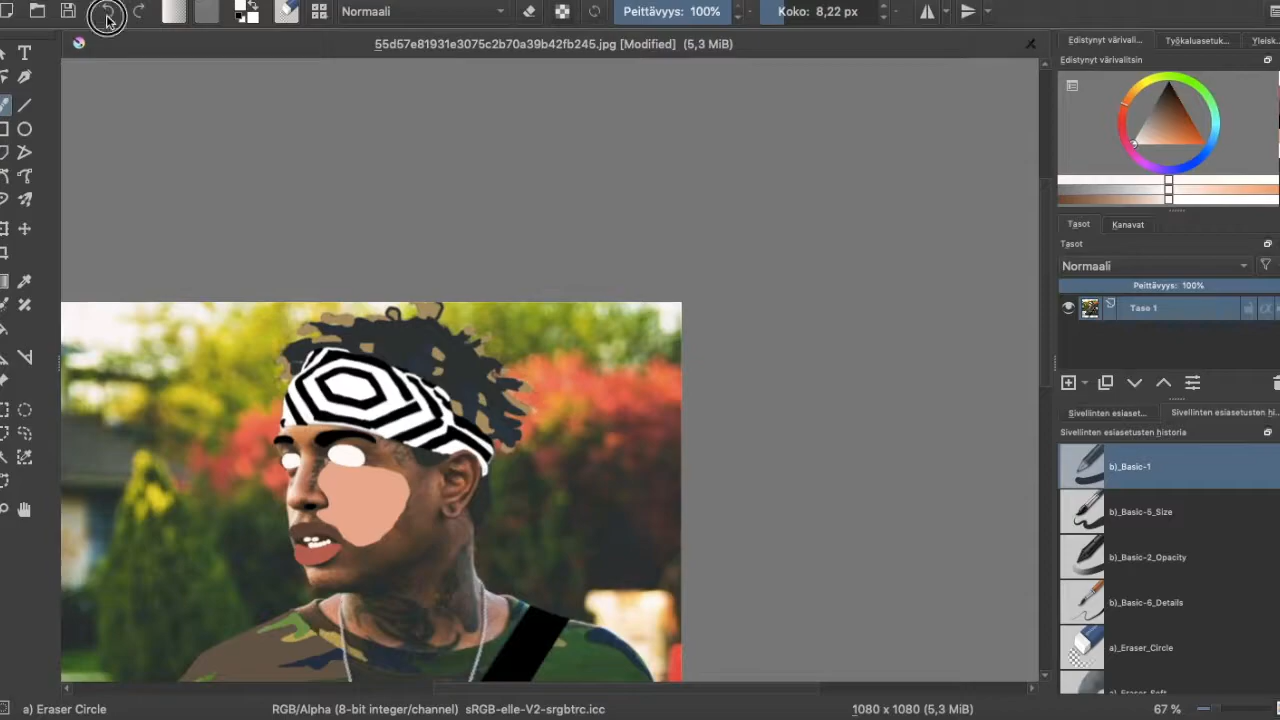 Normaali
Peittävyys: 100%
Koko: 8,22 px
55d57e81931e3075c2b70a39b42fb245.jpg [Modified] (5,3 MiB)
Edistynyt värivali...
Työkaluasetuk...
Yleisk
Edistynyt värivalitsin
Tasot
Kanavat
Tasot
Normaali
Peittävyys: 100%
Taso 1
Sivellinten esiaset...
Sivellinten esiasetusten hi...
Sivellinten esiasetusten historia
b)_Basic-1
b)_Basic-5_Size
b)_Basic-2_Opacity
b)_Basic-6_Details
a)_Eraser_Circle
a)_Eraser_Soft
a) Eraser Circle
RGB/Alpha (8-bit integer/channel) sRGB-elle-V2-srgbtrc.icc
1080 x 1080 (5,3 MiB)
67 %